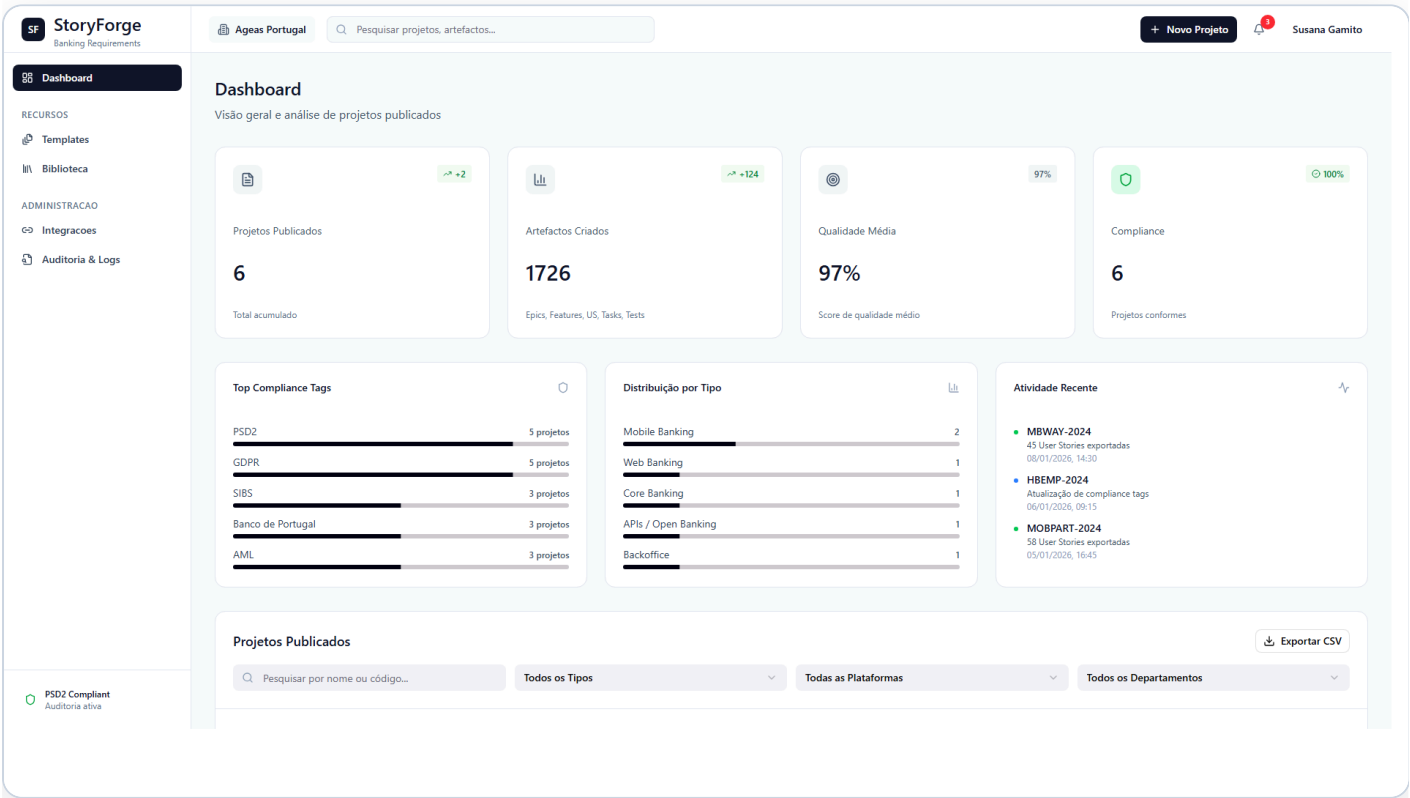 SF
StoryForge
Banking Requirements
Ageas Portugal
Pesquisar projetos, artefactos...
+ Novo Projeto
3
Susana Gamito
Dashboard
RECURSOS
Templates
Biblioteca
ADMINISTRACAO
Integracoes
Auditoria & Logs
PSD2 Compliant
Auditoria ativa
Dashboard
Visão geral e análise de projetos publicados
+2
Projetos Publicados
6
Total acumulado
+124
Artefactos Criados
1726
Epics, Features, US, Tasks, Tests
97%
Qualidade Média
97%
Score de qualidade médio
100%
Compliance
6
Projetos conformes
Top Compliance Tags
PSD2 5 projetos
GDPR 5 projetos
SIBS 3 projetos
Banco de Portugal 3 projetos
AML 3 projetos
Distribuição por Tipo
Mobile Banking 2
Web Banking 1
Core Banking 1
APIs / Open Banking 1
Backoffice 1
Atividade Recente
MBWAY-2024
45 User Stories exportadas
08/01/2026, 14:30
HBEMP-2024
Atualização de compliance tags
06/01/2026, 09:15
MOBPART-2024
58 User Stories exportadas
05/01/2026, 16:45
Projetos Publicados
Exportar CSV
Pesquisar por nome ou código...
Todos os Tipos
Todas as Plataformas
Todos os Departamentos